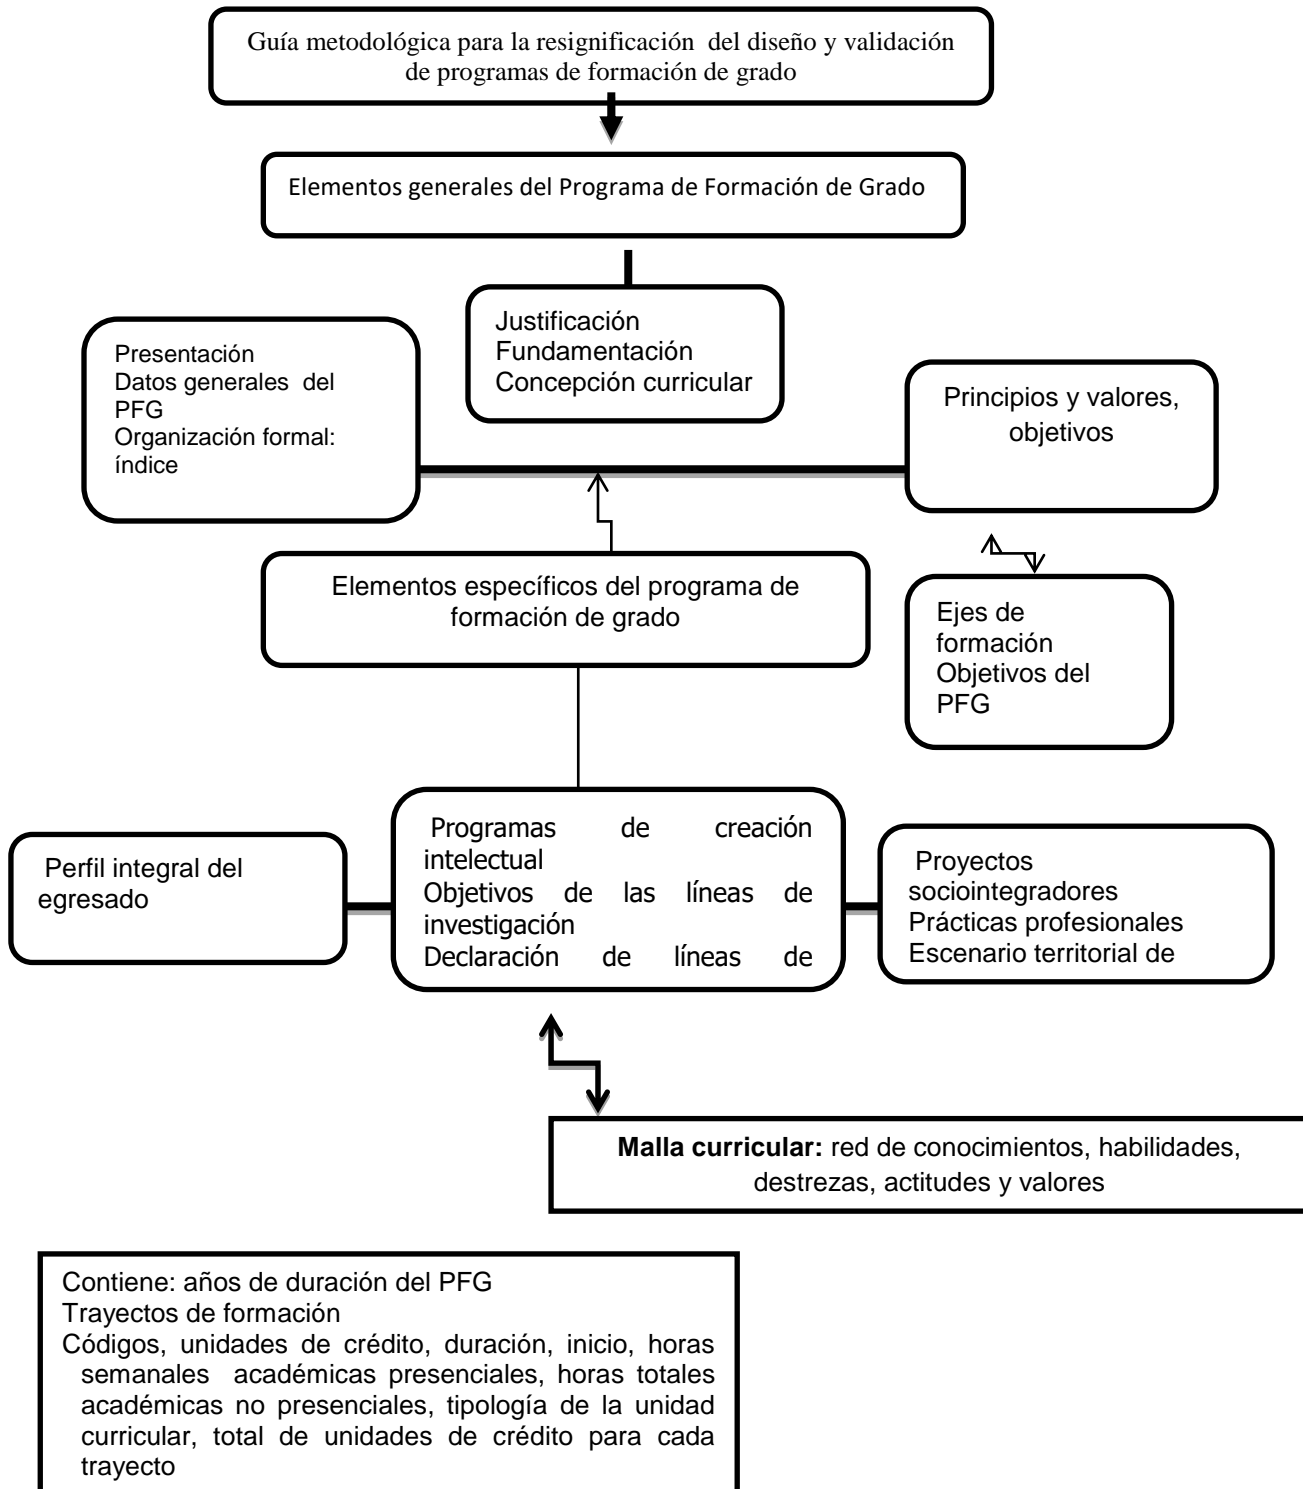 Guía metodológica para la resignificación del diseño y validación
de programas de formación de grado
Elementos generales del Programa de Formación de Grado
Justificación
Fundamentación
Concepción curricular
Presentación
Datos generales del
PFG
Organización formal:
índice
Principios y valores,
objetivos
Elementos específicos del programa de
formación de grado
Ejes de
formación
Objetivos del
PFG
Perfil integral del
egresado
Programas de creación
intelectual
Objetivos de las líneas de
investigación
Declaración de líneas de
Proyectos
sociointegradores
Prácticas profesionales
Escenario territorial de
Malla curricular: red de conocimientos, habilidades,
destrezas, actitudes y valores
Contiene: años de duración del PFG
Trayectos de formación
Códigos, unidades de crédito, duración, inicio, horas
semanales académicas presenciales, horas totales
académicas no presenciales, tipología de la unidad
curricular, total de unidades de crédito para cada
trayecto